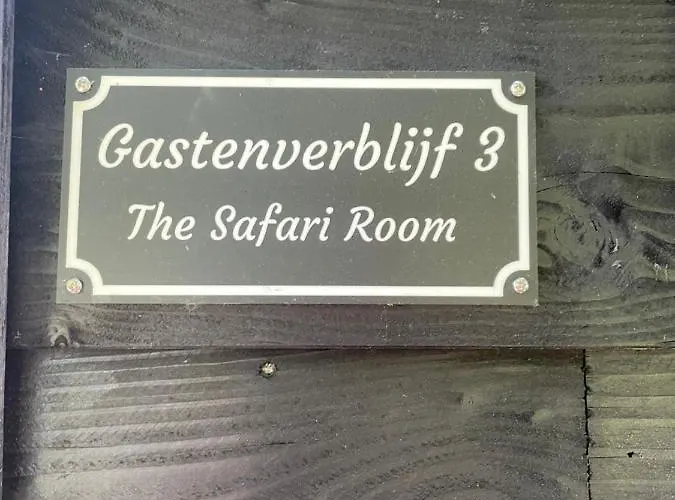 Gastenverblijf 3
The Safari Room